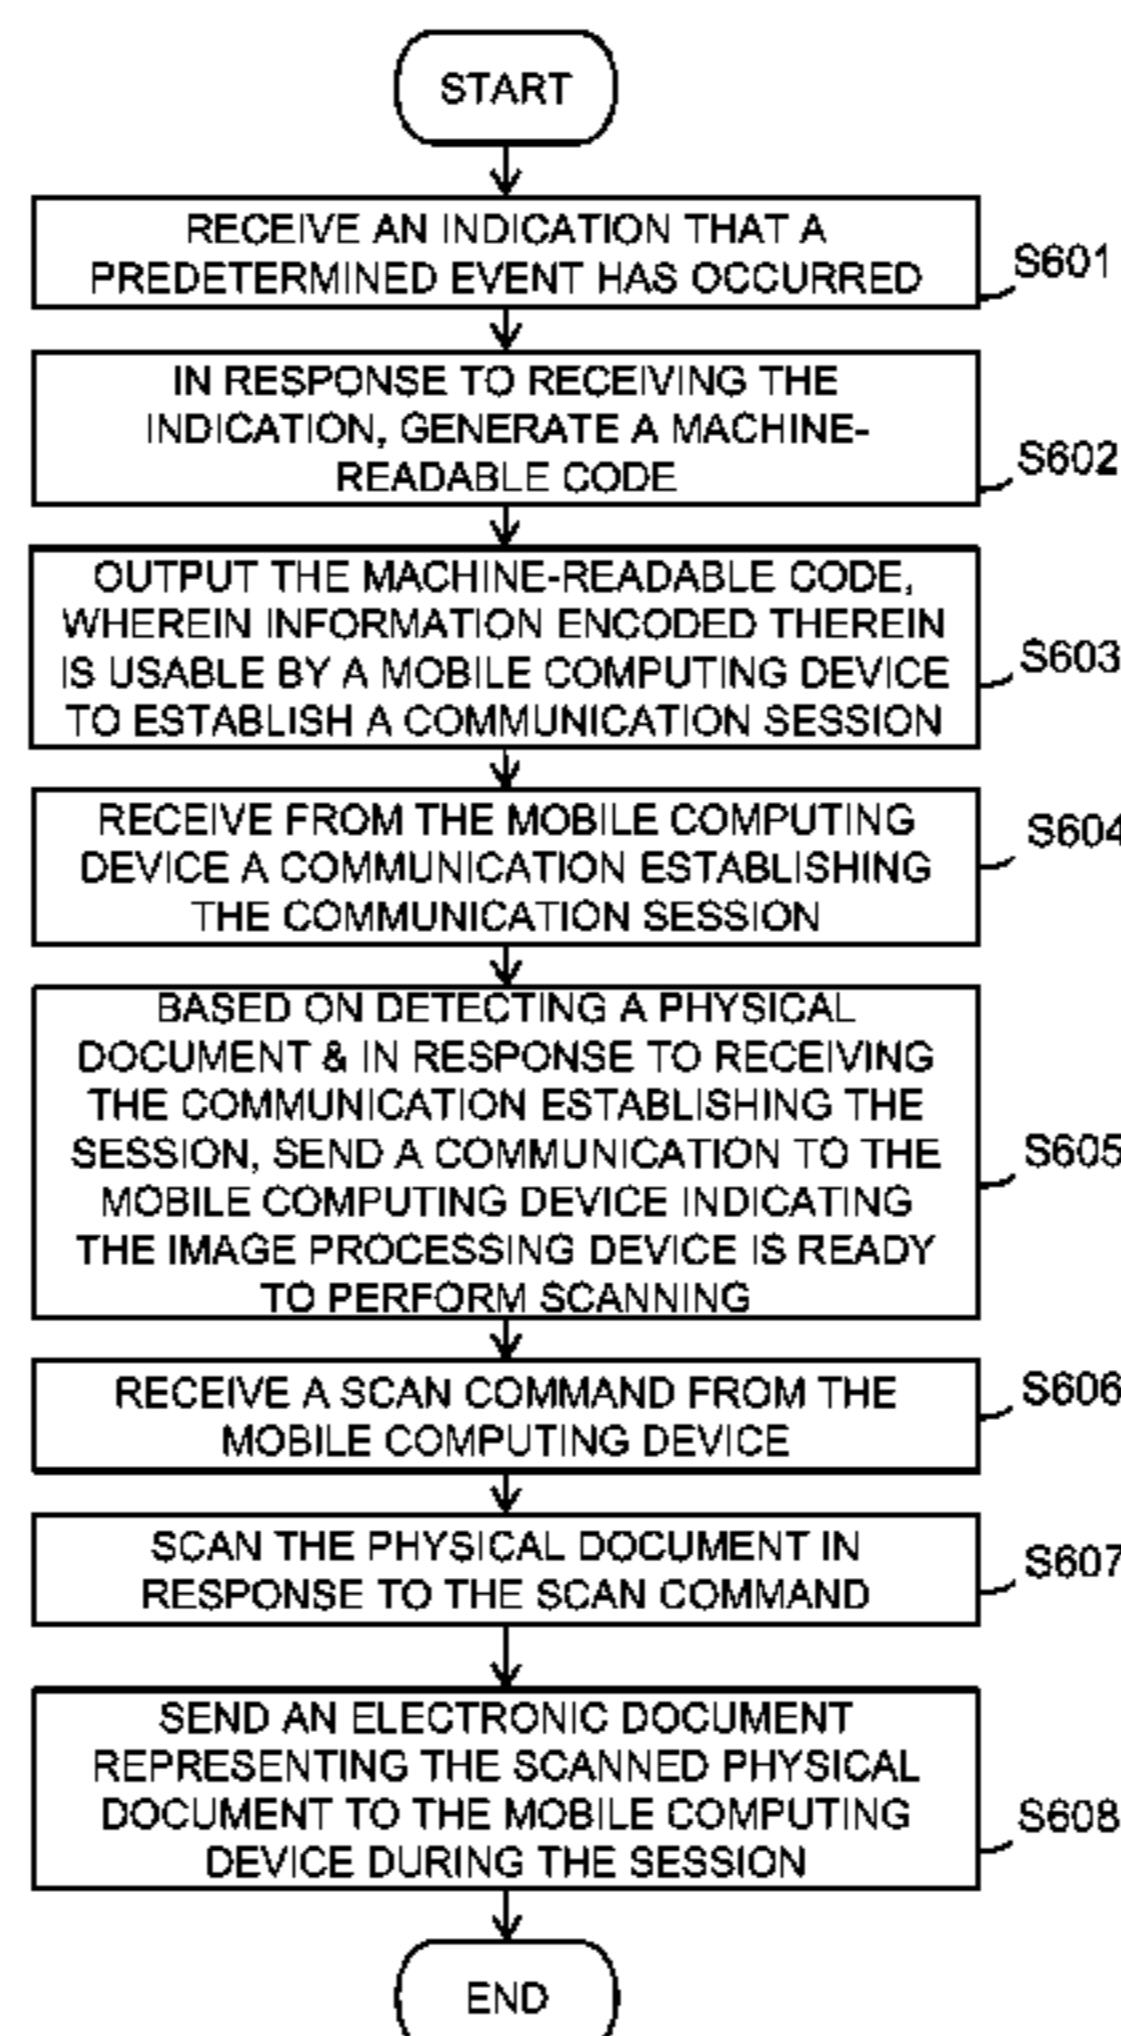 START
RECEIVE AN INDICATION THAT A
PREDETERMINED EVENT HAS OCCURRED
S601
IN RESPONSE TO RECEIVING THE
INDICATION, GENERATE A MACHINE-
READABLE CODE
S602
OUTPUT THE MACHINE-READABLE CODE,
WHEREIN INFORMATION ENCODED THEREIN
IS USABLE BY A MOBILE COMPUTING DEVICE
TO ESTABLISH A COMMUNICATION SESSION
S603
RECEIVE FROM THE MOBILE COMPUTING
DEVICE A COMMUNICATION ESTABLISHING
THE COMMUNICATION SESSION
S604
BASED ON DETECTING A PHYSICAL
DOCUMENT & IN RESPONSE TO RECEIVING
THE COMMUNICATION ESTABLISHING THE
SESSION, SEND A COMMUNICATION TO THE
MOBILE COMPUTING DEVICE INDICATING
THE IMAGE PROCESSING DEVICE IS READY
TO PERFORM SCANNING
S605
RECEIVE A SCAN COMMAND FROM THE
MOBILE COMPUTING DEVICE
S606
SCAN THE PHYSICAL DOCUMENT IN
RESPONSE TO THE SCAN COMMAND
S607
SEND AN ELECTRONIC DOCUMENT
REPRESENTING THE SCANNED PHYSICAL
DOCUMENT TO THE MOBILE COMPUTING
DEVICE DURING THE SESSION
S608
END